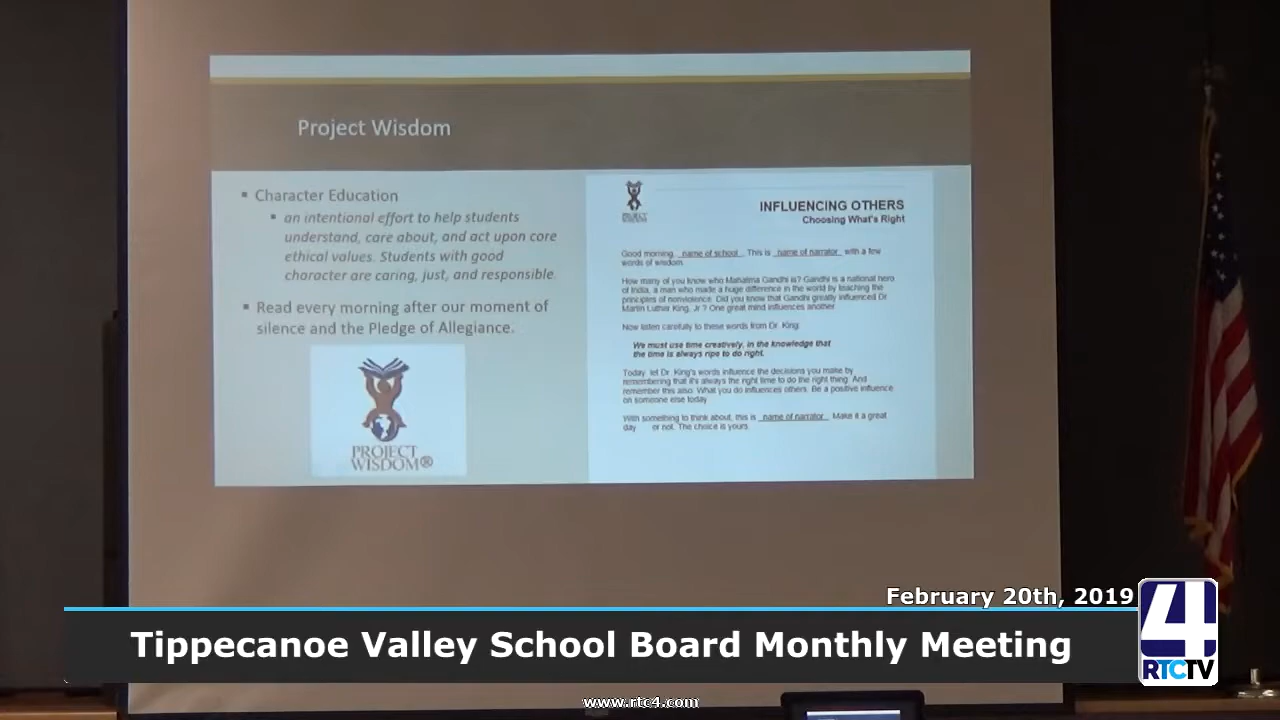 Project Wisdom
▪ Character Education
▪ an intentional effort to help students
understand, care about, and act upon core
ethical values. Students with good
character are caring, just, and responsible.
▪ Read every morning after our moment of
silence and the Pledge of Allegiance.
PROJECT
WISDOM®
PROJECT
WISDOM
INFLUENCING OTHERS
Choosing What's Right
Good morning, name of school. This is name of narrator with a few
words of wisdom.
How many of you know who Mahatma Gandhi is? Gandhi is a national hero
of India, a man who made a huge difference in the world by teaching the
principles of nonviolence. Did you know that Gandhi greatly influenced Dr.
Martin Luther King, Jr.? One great mind influences another.
Now listen carefully to these words from Dr. King:
We must use time creatively, in the knowledge that
the time is always ripe to do right.
Today, let Dr. King's words influence the decisions you make by
remembering that it's always the right time to do the right thing. And
remember this also: What you do influences others. Be a positive influence
on someone else today.
With something to think about, this is name of narrator. Make it a great
day or not. The choice is yours.
February 20th, 2019
Tippecanoe Valley School Board Monthly Meeting
4
RTCTV
www.rtc4.com